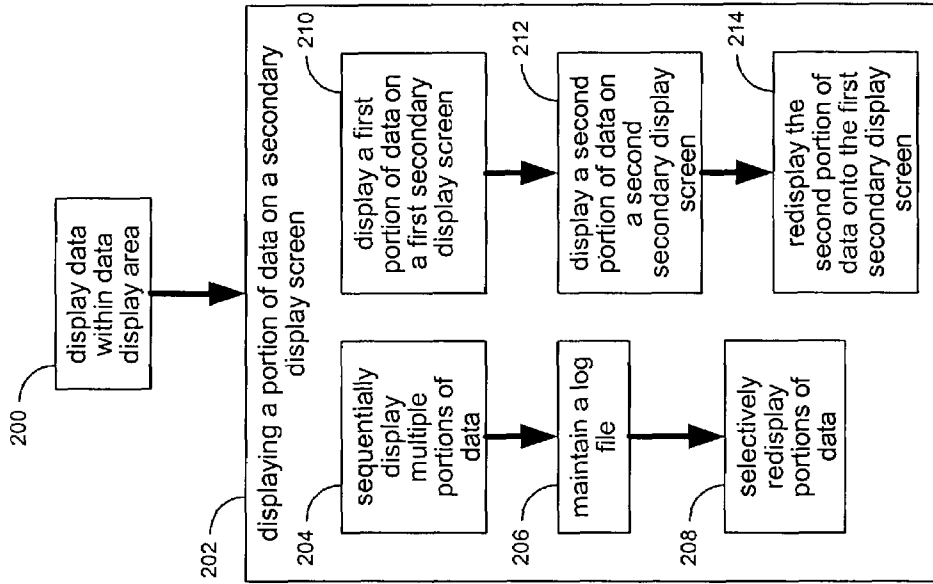 200
display data
within data
display area
202
displaying a portion of data on a secondary
display screen
204
sequentially
display
multiple
portions of
data
206
maintain a log
file
208
selectively
redisplay
portions of
data
210
display a first
portion of data on
a first secondary
display screen
212
display a second
portion of data on
a second
secondary display
screen
214
redisplay the
second portion of
data onto the first
secondary display
screen